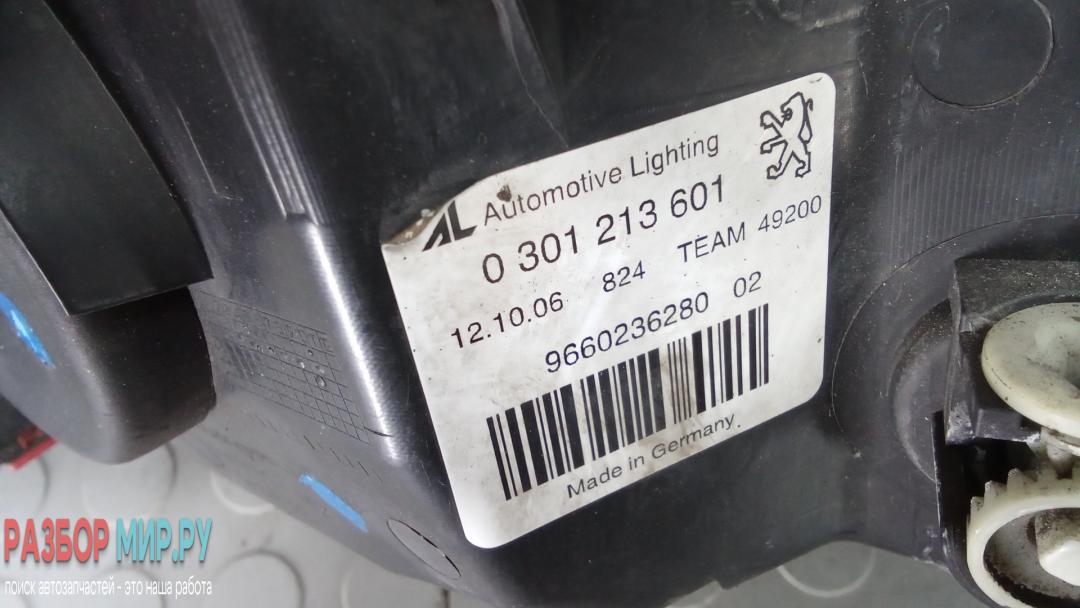 AL Automotive Lighting
0 301 213 601
12.10.06 824 TEAM 49200
9660236280 02
Made in Germany
РАЗБОР МИР.РУ
поиск автозапчастей - это наша работа